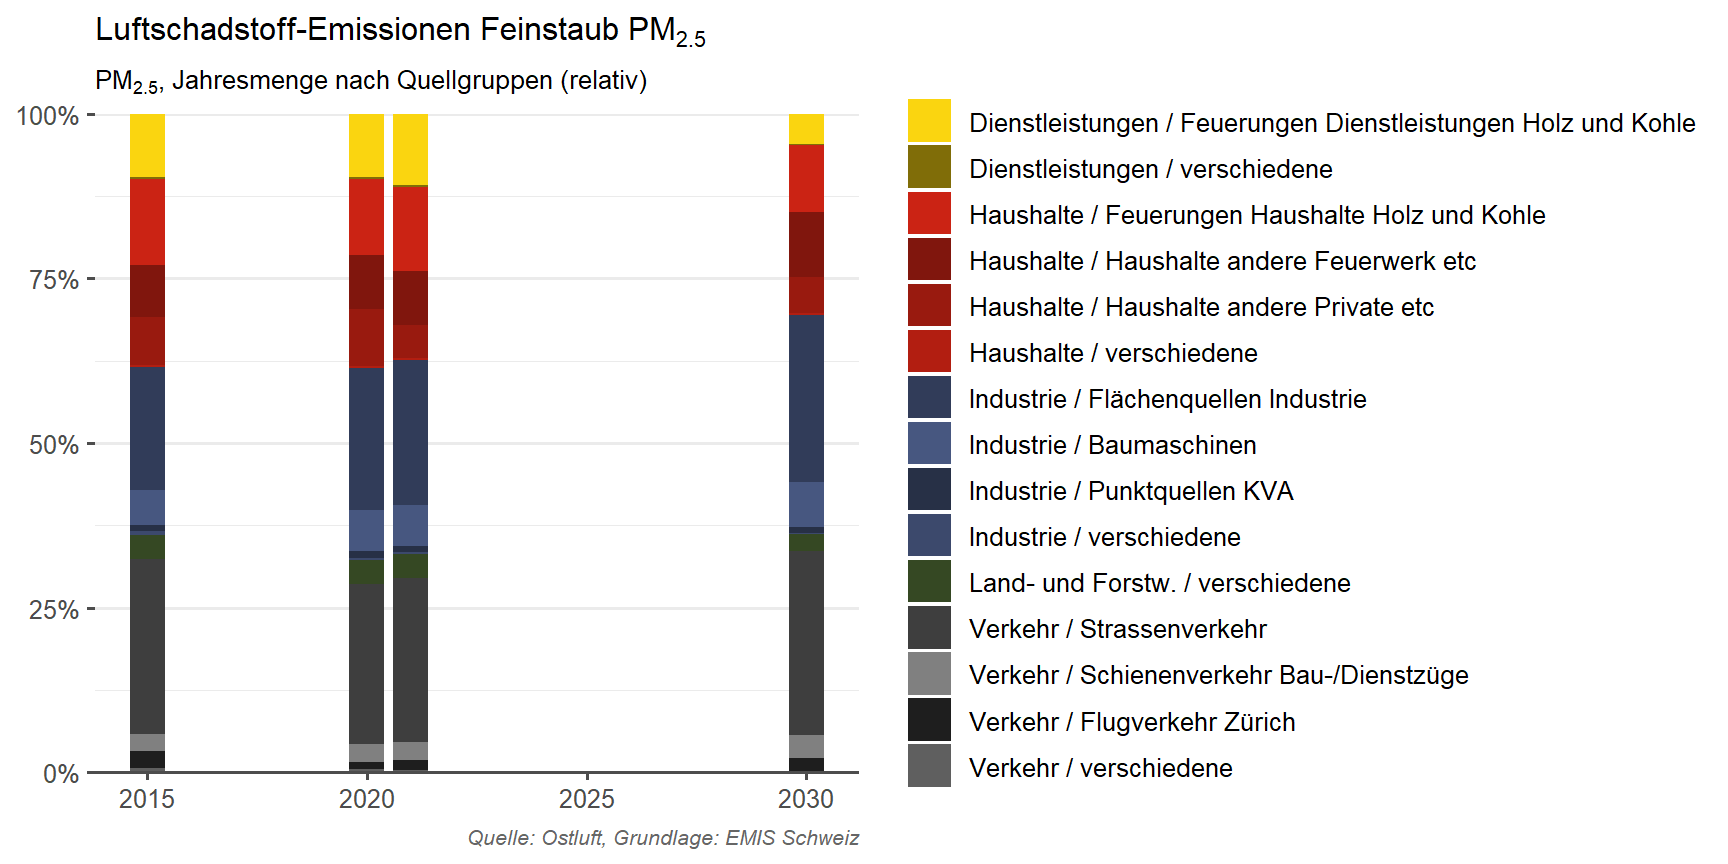 Luftschadstoff-Emissionen Feinstaub PM2.5
PM2.5, Jahresmenge nach Quellgruppen (relativ)
100%
75%
50%
25%
0%
2015
2020
2025
2030
Dienstleistungen / Feuerungen Dienstleistungen Holz und Kohle
Dienstleistungen / verschiedene
Haushalte / Feuerungen Haushalte Holz und Kohle
Haushalte / Haushalte andere Feuerwerk etc
Haushalte / Haushalte andere Private etc
Haushalte / verschiedene
Industrie / Flächenquellen Industrie
Industrie / Baumaschinen
Industrie / Punktquellen KVA
Industrie / verschiedene
Land- und Forstw. / verschiedene
Verkehr / Strassenverkehr
Verkehr / Schienenverkehr Bau-/Dienstzüge
Verkehr / Flugverkehr Zürich
Verkehr / verschiedene
Quelle: Ostluft, Grundlage: EMIS Schweiz